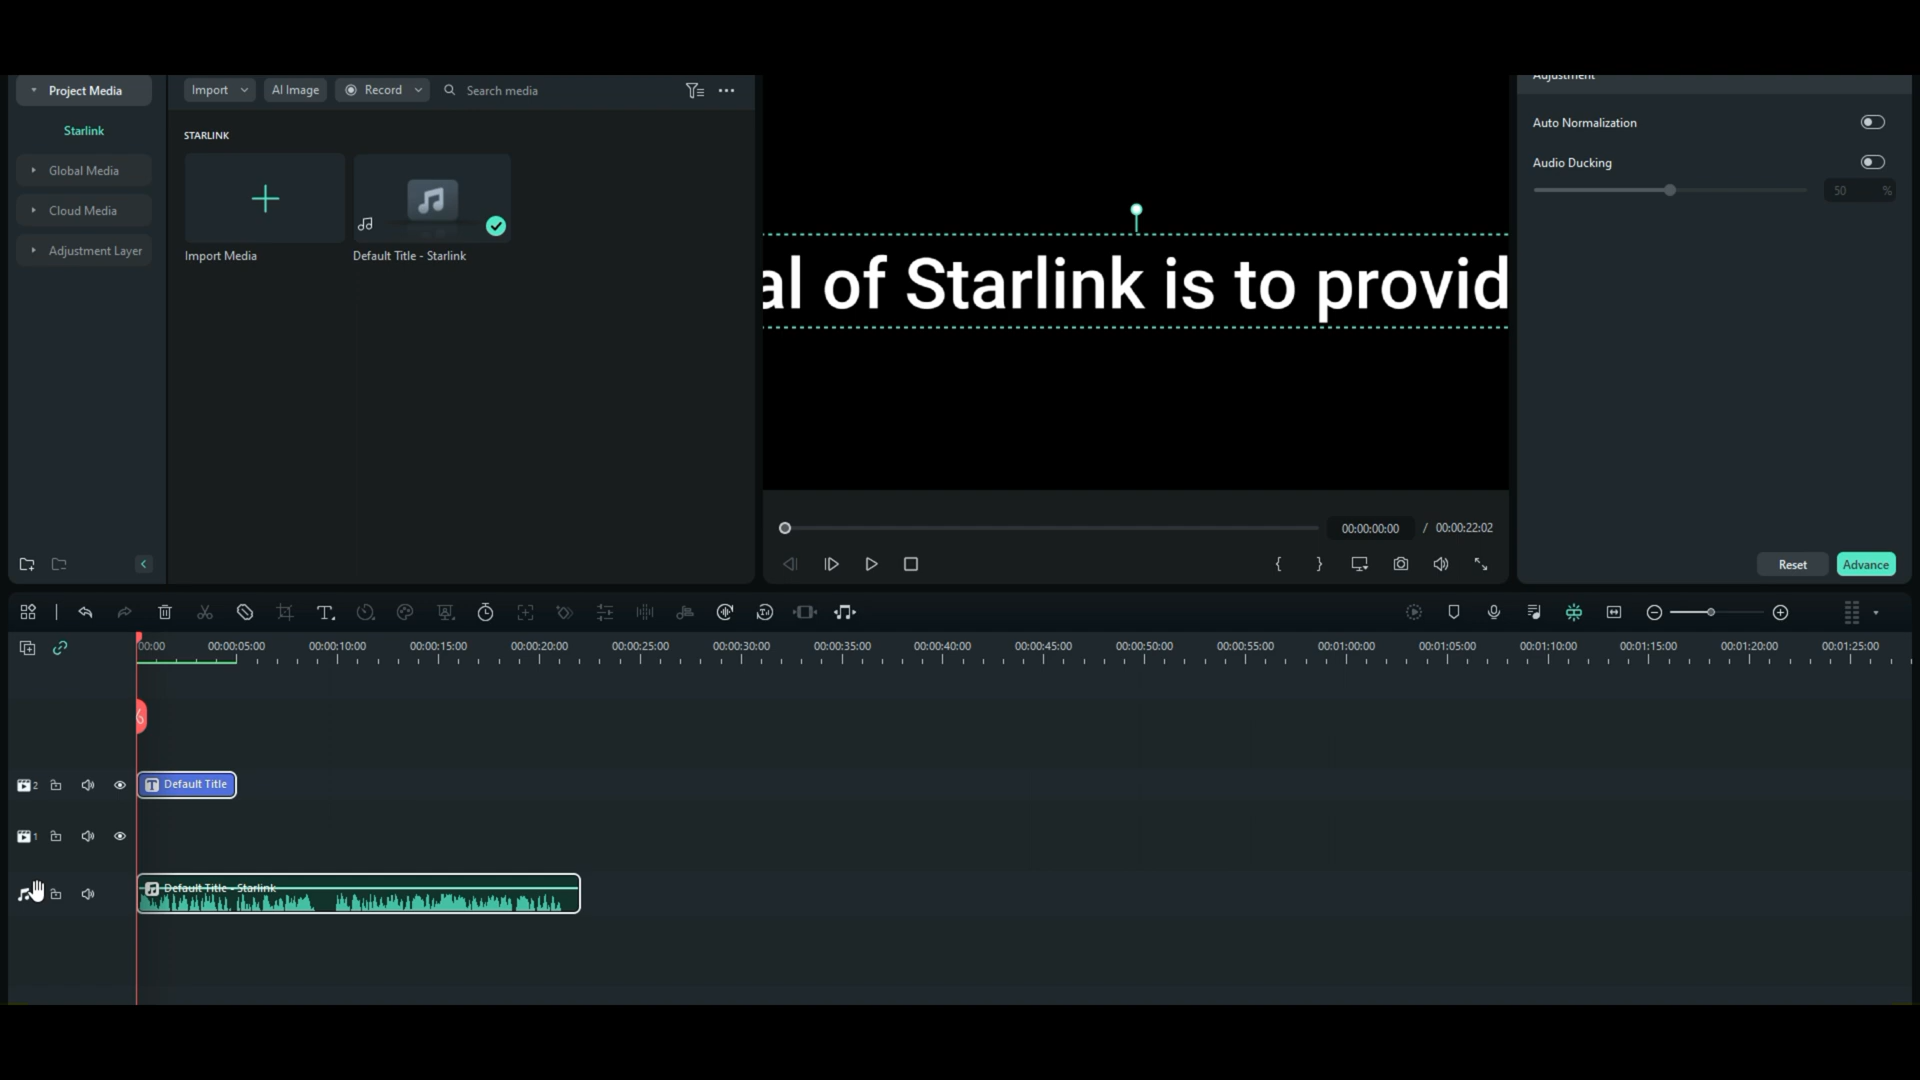 Project Media
Import
AI Image
Record
Search media
Starlink
STARLINK
Global Media
Cloud Media
Adjustment Layer
Import Media
Default Title - Starlink
al of Starlink is to provid
00:00:00:00 / 00:00:22:02
Adjustment
Auto Normalization
Audio Ducking
50 %
Reset
Advance
00:00
00:00:05:00
00:00:10:00
00:00:15:00
00:00:20:00
00:00:25:00
00:00:30:00
00:00:35:00
00:00:40:00
00:00:45:00
00:00:50:00
00:00:55:00
00:01:00:00
00:01:05:00
00:01:10:00
00:01:15:00
00:01:20:00
00:01:25:00
2
Default Title
1
Default Title - Starlink